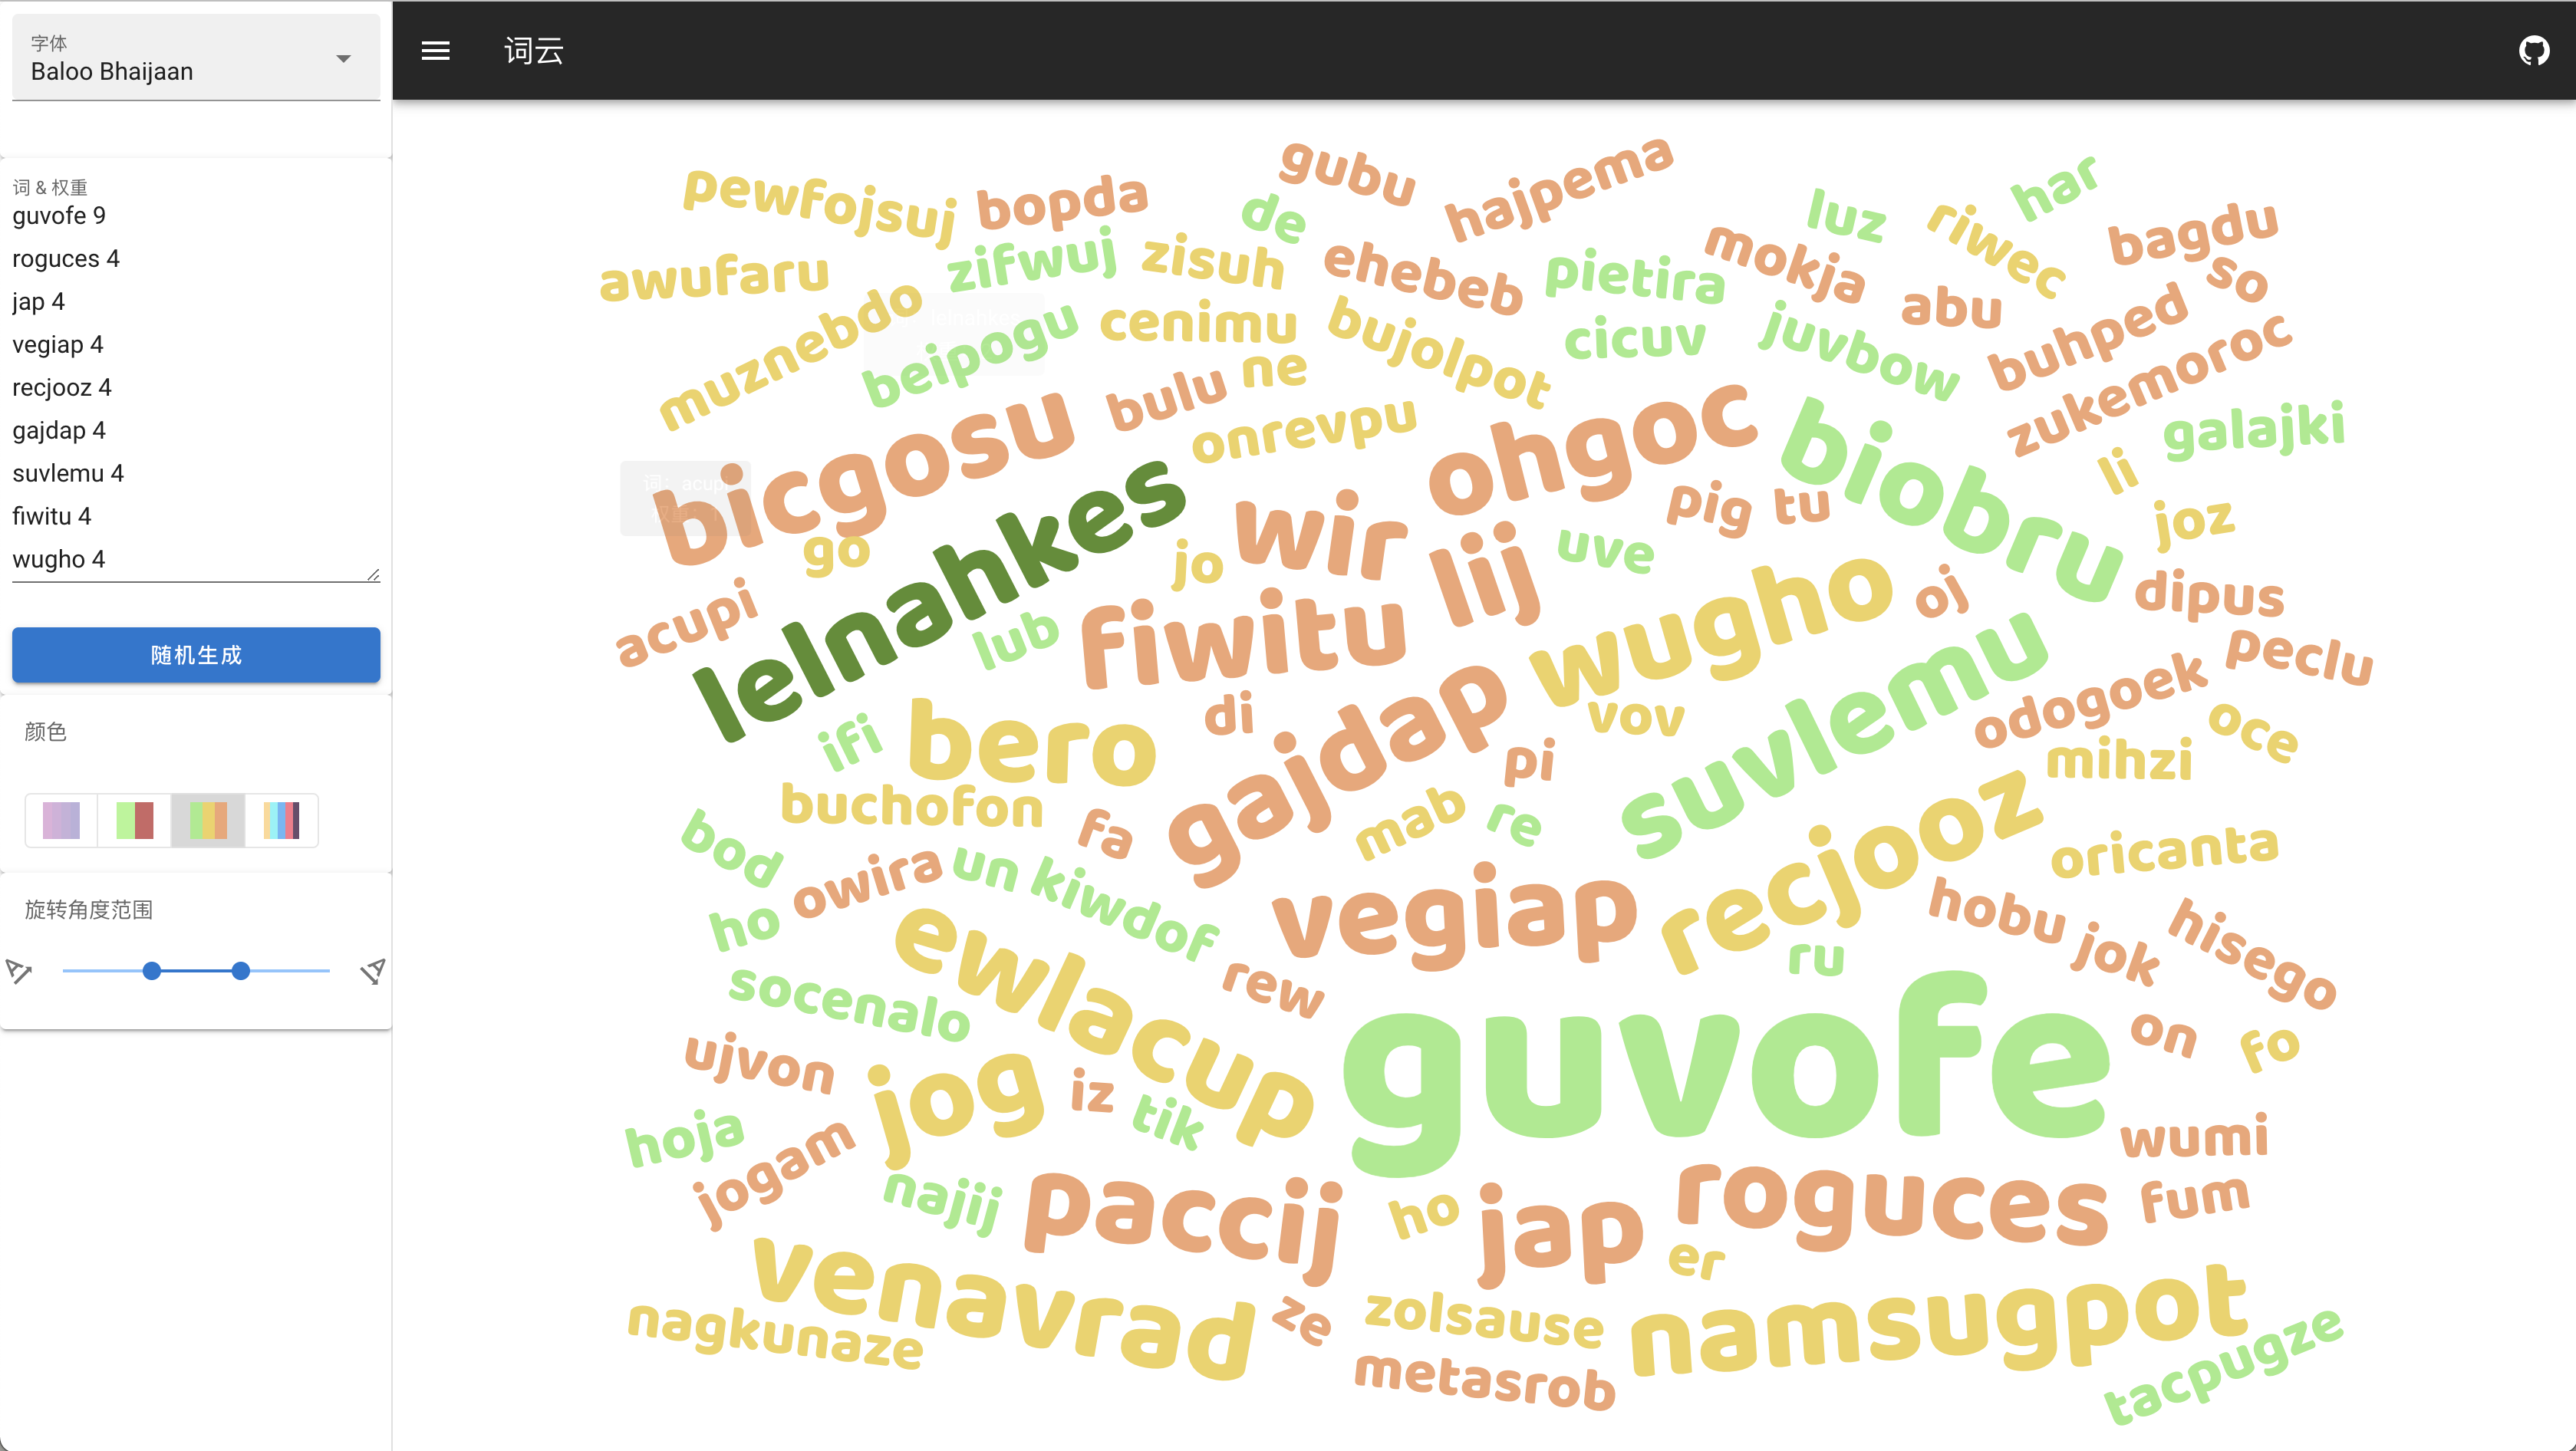 字体
Baloo Bhaijaan
词 & 权重
guvofe 9
roguces 4
jap 4
vegiap 4
recjooz 4
gajdap 4
suvlemu 4
fiwitu 4
wugho 4
随机生成
颜色
旋转角度范围
词云
gubu
hajpema
har
pewfojsuj
bopda
de
luz
riwec
bagdu
awufaru
zifwuj
zisuh
ehebeb
pietira
mokja
abu
so
muznebdo
lelnahkes
beipogu
cenimu
bujolpot
cicuv
juvbow
buhped
zukemoroc
ne
bulu
onrevpu
ohgoc
biobru
galajki
li
bicgosu
词: acupi
go
lelnahkes
jo
wir
lij
uve
pig
tu
joz
acupi
lub
fiwitu
wugho
oj
dipus
peclu
ifi
bero
di
gajdap
vov
pi
suvlemu
odogoek
oce
mihzi
buchofon
bod
fa
mab
re
recjooz
oricanta
owira
un
kiwdof
ho
vegiap
hobu
jok
hisego
ru
ewlacup
socenalo
rew
guvofe
on
fo
ujvon
jog
iz
tik
wumi
hoja
jogam
najij
paccij
ho
jap
roguces
fum
er
venavrad
ze
zolsause
namsugpot
nagkunaze
metasrob
tacpugze